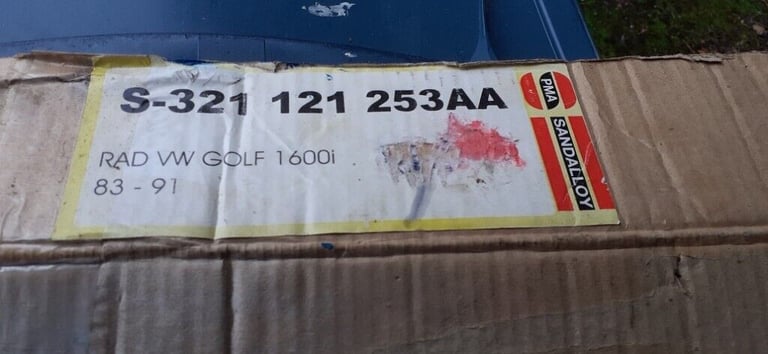 S-321 121 253AA
RAD VW GOLF 1600i
83 - 91
PMA
SANDALLOY